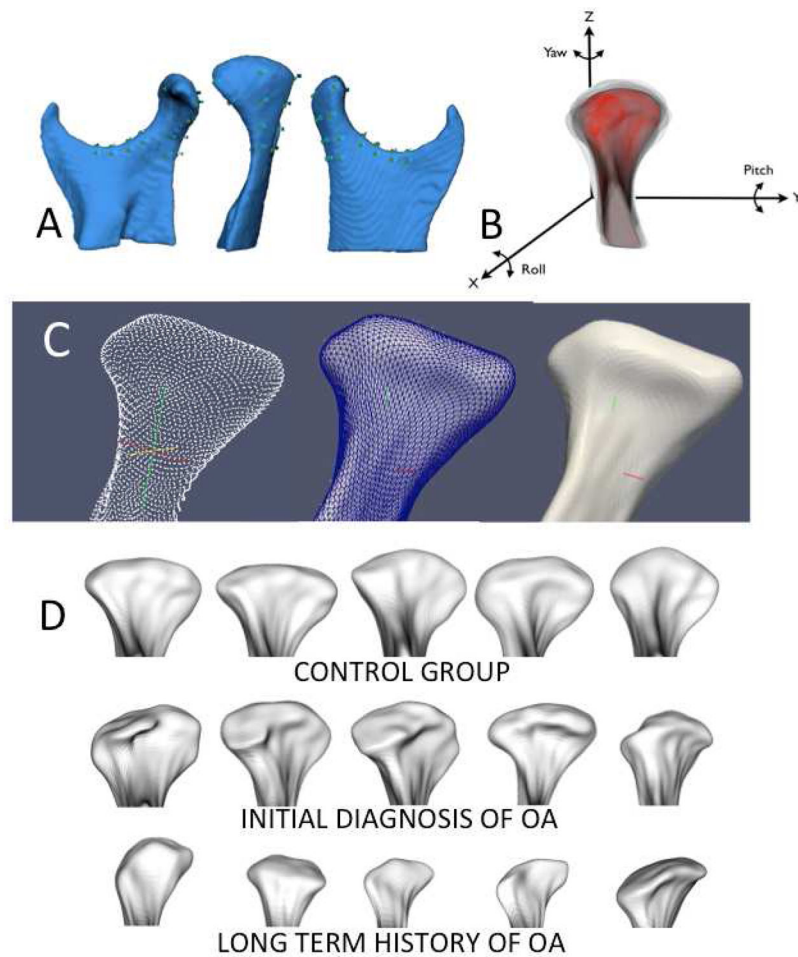 A
B
Z
Yaw
Pitch
Y
Roll
X
C
D
CONTROL GROUP
INITIAL DIAGNOSIS OF OA
LONG TERM HISTORY OF OA